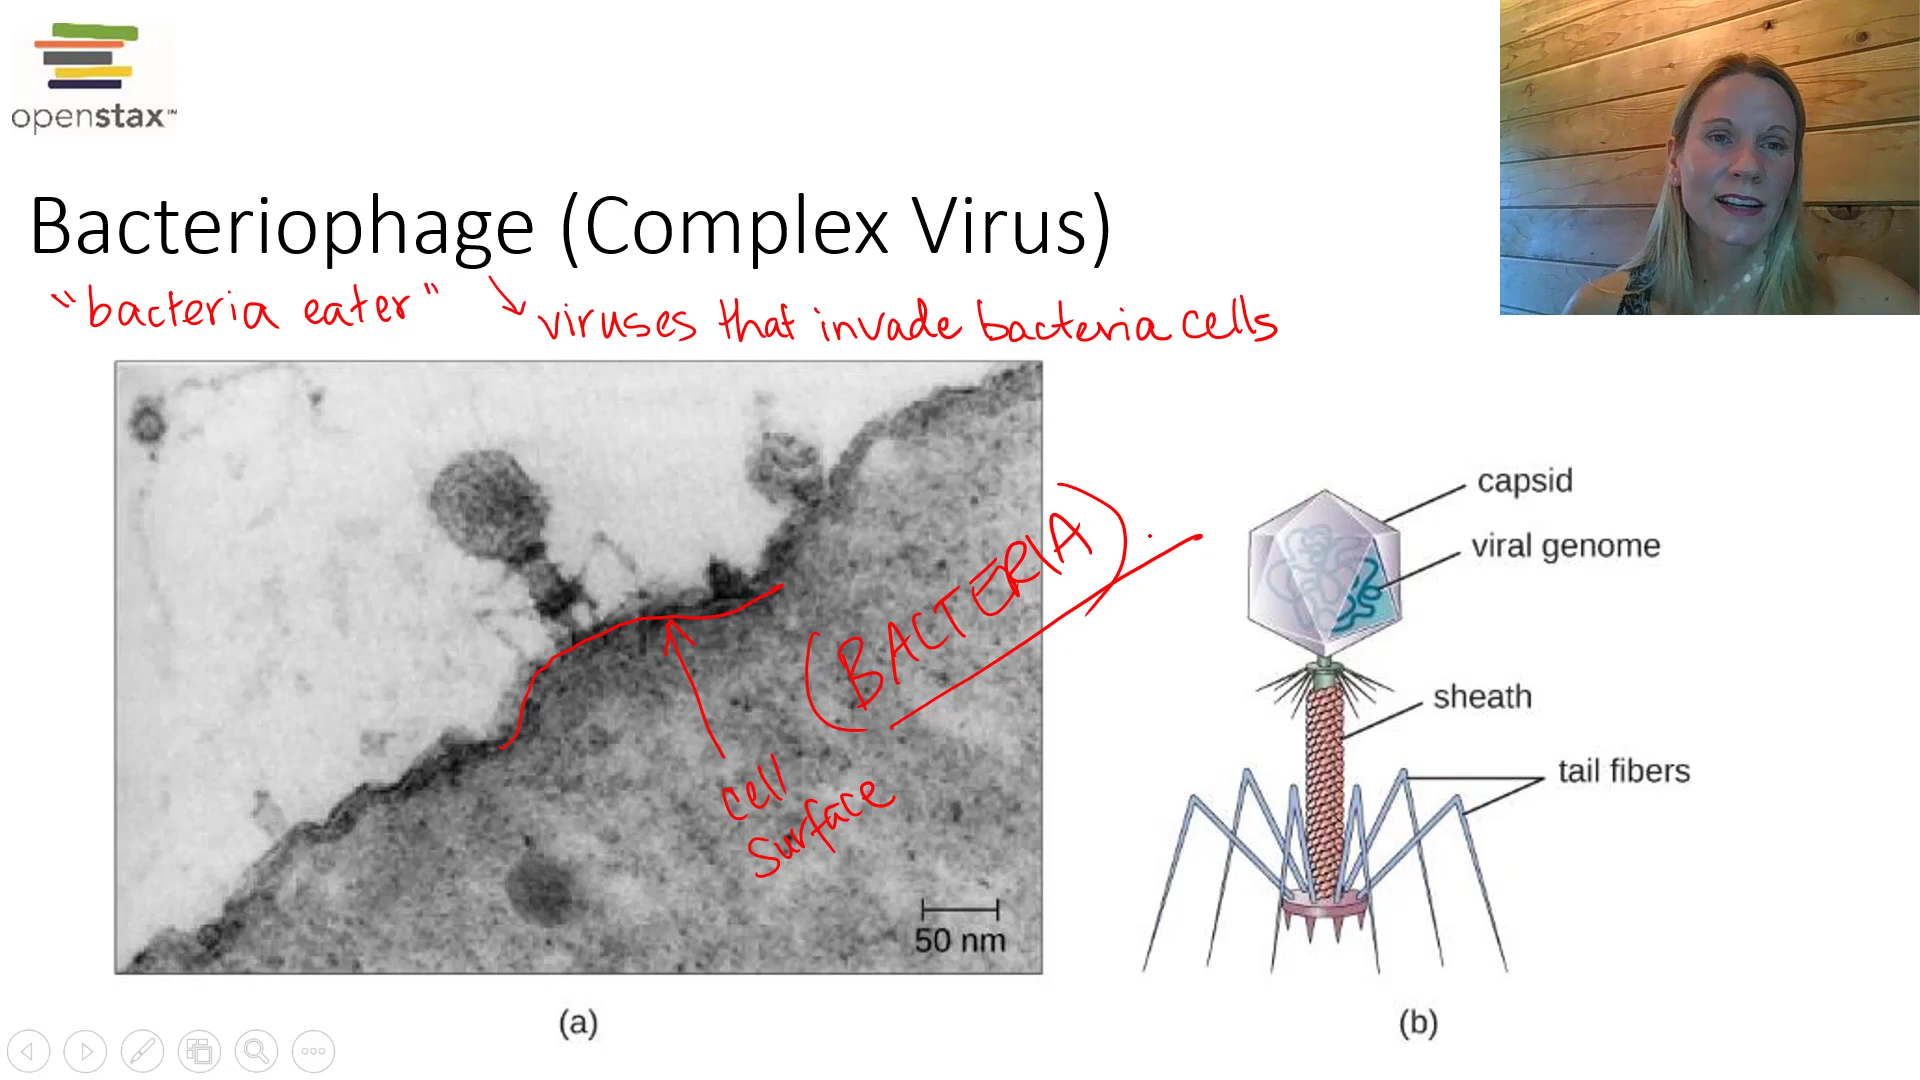 openstax™
Bacteriophage (Complex Virus)
"bacteria eater"
viruses that invade bacteria cells
capsid
viral genome
(BACTERIA)
sheath
tail fibers
cell
surface
50 nm
(a)
(b)